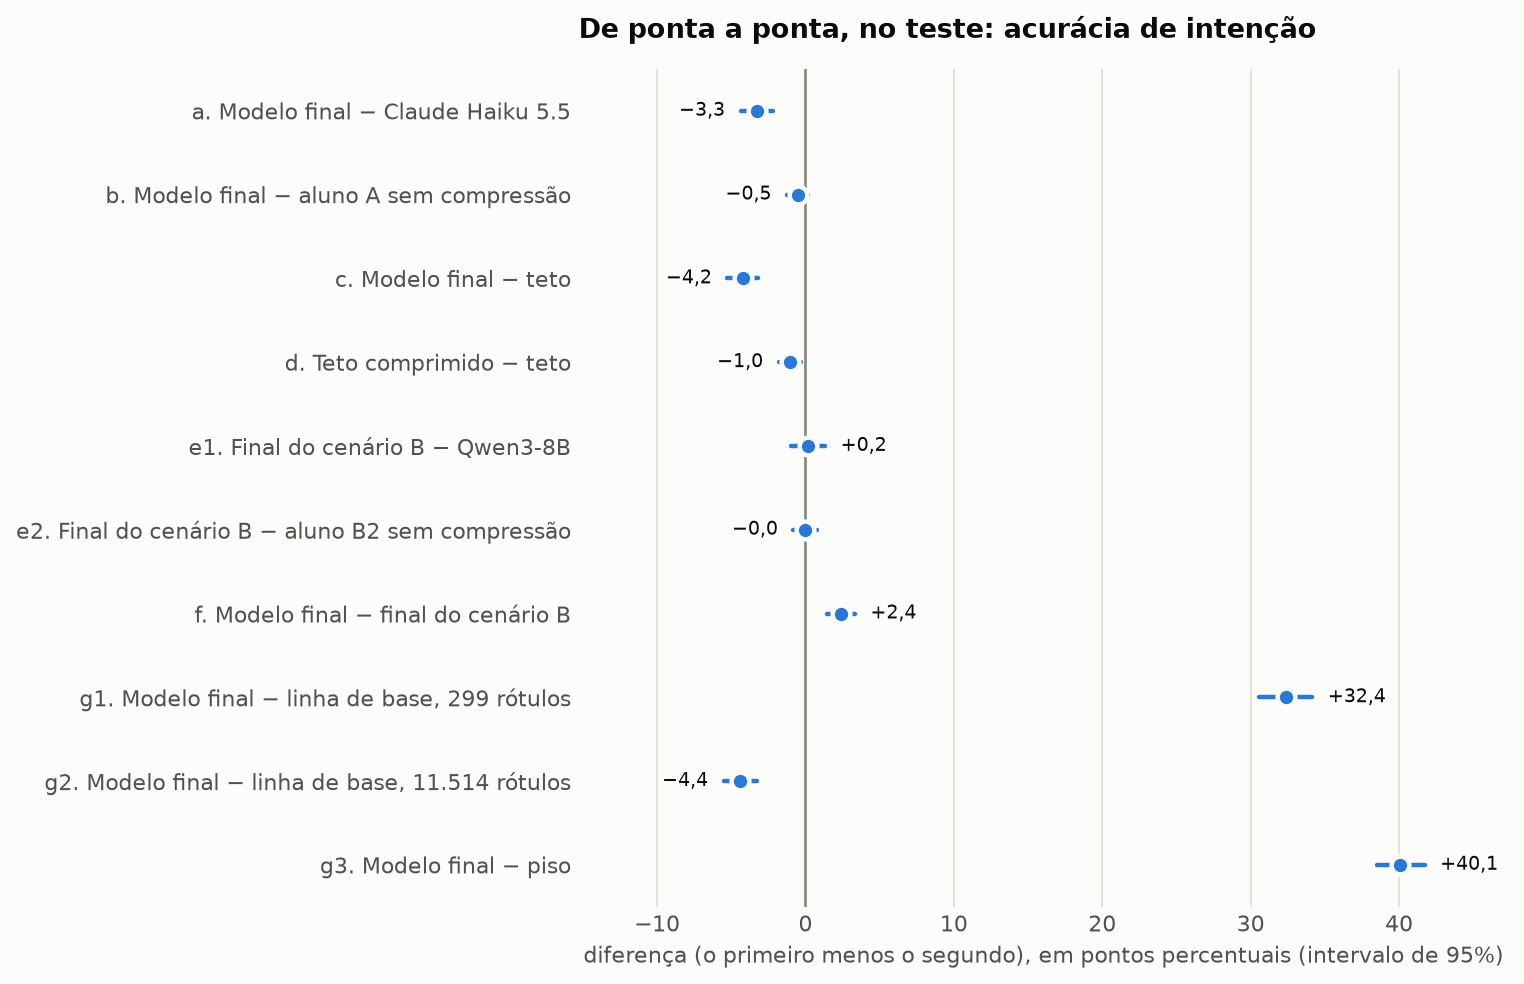 De ponta a ponta, no teste: acurácia de intenção
a. Modelo final − Claude Haiku 5.5
−3,3
b. Modelo final − aluno A sem compressão
−0,5
c. Modelo final − teto
−4,2
d. Teto comprimido − teto
−1,0
e1. Final do cenário B − Qwen3-8B
+0,2
e2. Final do cenário B − aluno B2 sem compressão
−0,0
f. Modelo final − final do cenário B
+2,4
g1. Modelo final − linha de base, 299 rótulos
+32,4
g2. Modelo final − linha de base, 11.514 rótulos
−4,4
g3. Modelo final − piso
+40,1
−10 0 10 20 30 40
diferença (o primeiro menos o segundo), em pontos percentuais (intervalo de 95%)